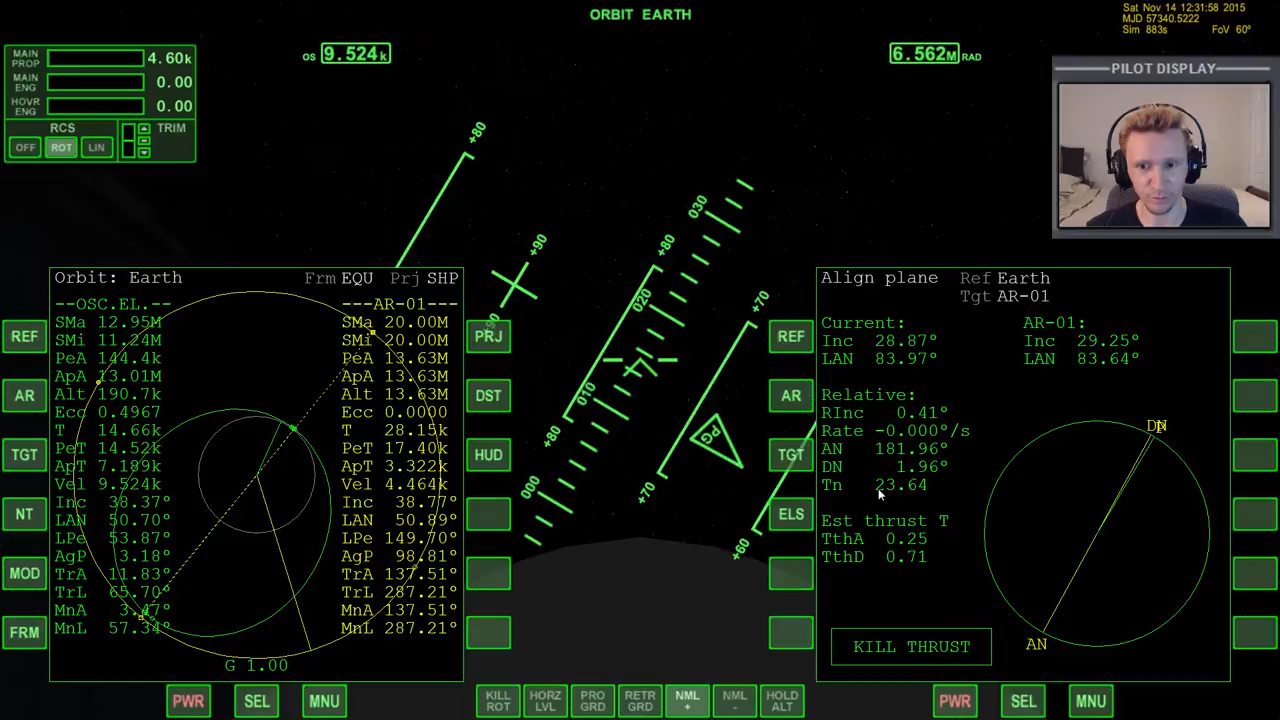 ORBIT EARTH
Sat Nov 14 12:31:58 2015
MJD 57340.5222
Sim 883s FoV 60°
MAIN PROP 4.60k
MAIN ENG 0.00
HOVR ENG 0.00
RCS TRIM
OFF ROT LIN
OS 9.524k
6.562M RAD
PILOT DISPLAY
+80
+90
+80
030
020
010
000
+80
+70
+70
+60
PG
Orbit: Earth Frm EQU Prj SHP
--OSC.EL.-- ---AR-01---
SMa 12.95M SMa 20.00M
SMi 11.24M SMi 20.00M
PeA 144.4k PeA 13.63M
ApA 13.01M ApA 13.63M
Alt 190.7k Alt 13.63M
Ecc 0.4967 Ecc 0.0000
T 14.66k T 28.15k
PeT 14.52k PeT 17.40k
ApT 7.189k ApT 3.322k
Vel 9.524k Vel 4.464k
Inc 38.37° Inc 38.77°
LAN 50.70° LAN 50.89°
LPe 53.87° LPe 149.70°
AgP 3.18° AgP 98.81°
TrA 11.83° TrA 137.51°
TrL 65.70° TrL 287.21°
MnA 3.47° MnA 137.51°
MnL 57.34° MnL 287.21°
G 1.00
REF
AR
TGT
NT
MOD
FRM
PRJ
DST
HUD
PWR SEL MNU
KILL ROT
HORZ LVL
PRO GRD
RETR GRD
NML +
NML -
HOLD ALT
REF
AR
TGT
ELS
Align plane Ref Earth
Tgt AR-01
Current: AR-01:
Inc 28.87° Inc 29.25°
LAN 83.97° LAN 83.64°
Relative:
RInc 0.41°
Rate -0.000°/s
AN 181.96°
DN 1.96°
Tn 23.64
Est thrust T
TthA 0.25
TthD 0.71
KILL THRUST
AN
PWR SEL MNU